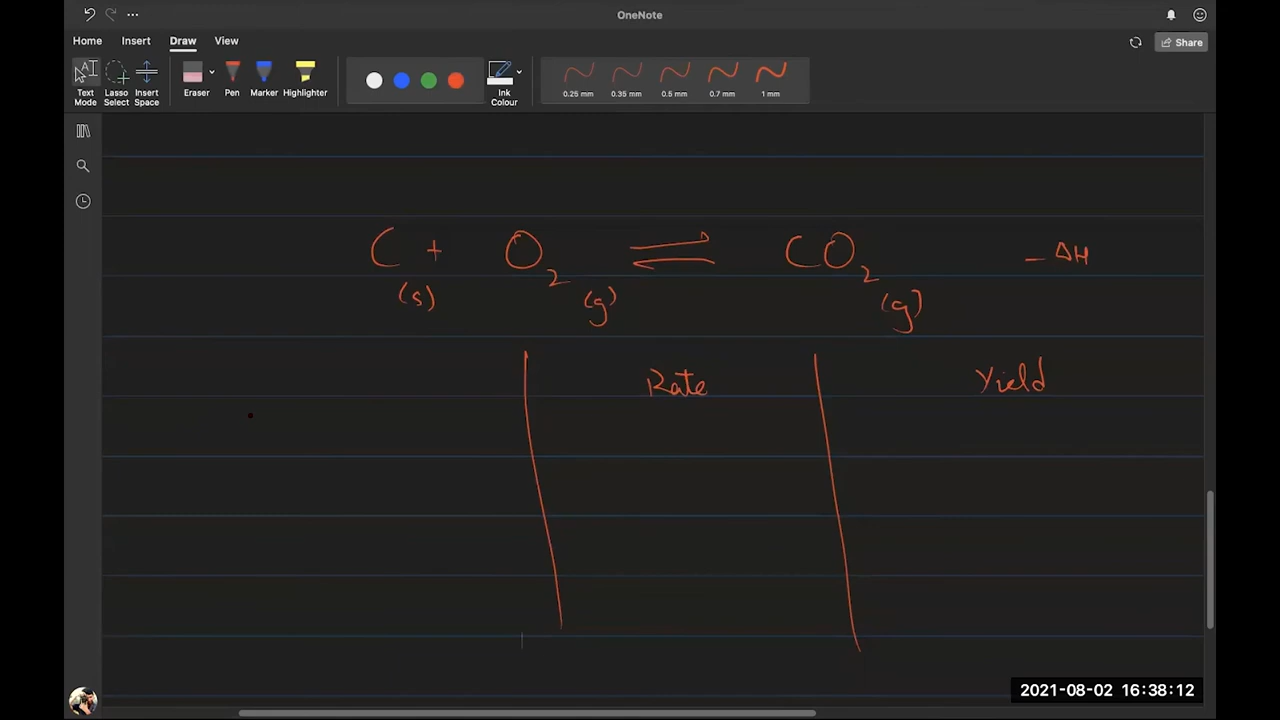 OneNote
Home Insert Draw View
Share
Text Mode
Lasso Select
Insert Space
Eraser
Pen
Marker
Highlighter
Ink Colour
0.25 mm 0.35 mm 0.5 mm 0.7 mm 1 mm
C + O2 ⇌ CO2 - ΔH
(s) (g) (g)
Rate Yield
2021-08-02 16:38:12